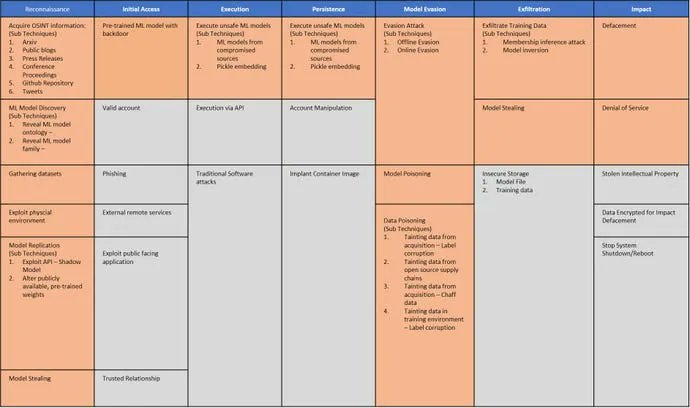 Reconnaissance
Initial Access
Execution
Persistence
Model Evasion
Exfiltration
Impact
Acquire OSINT information:
(Sub Techniques)
1. Arxiv
2. Public blogs
3. Press Releases
4. Conference
Proceedings
5. Github Repository
6. Tweets
Pre-trained ML model with
backdoor
Execute unsafe ML models
(Sub Techniques)
1. ML models from
compromised
sources
2. Pickle embedding
Execute unsafe ML models
(Sub Techniques)
1. ML models from
compromised
sources
2. Pickle embedding
Evasion Attack
(Sub Techniques)
1. Offline Evasion
2. Online Evasion
Exfiltrate Training Data
(Sub Techniques)
1. Membership inference attack
2. Model inversion
Defacement
ML Model Discovery
(Sub Techniques)
1. Reveal ML model
ontology –
2. Reveal ML model
family –
Valid account
Execution via API
Account Manipulation
Model Stealing
Denial of Service
Gathering datasets
Phishing
Traditional Software
attacks
Implant Container Image
Model Poisoning
Insecure Storage
1. Model File
2. Training data
Stolen Intellectual Property
Exploit physcial
environment
External remote services
Data Poisoning
(Sub Techniques)
1. Tainting data from
acquisition – Label
corruption
2. Tainting data from
open source supply
chains
3. Tainting data from
acquisition – Chaff
data
4. Tainting data in
training environment
– Label corruption
Data Encrypted for Impact
Defacement
Model Replication
(Sub Techniques)
1. Exploit API – Shadow
Model
2. Alter publicly
available, pre-trained
weights
Exploit public facing
application
Stop System
Shutdown/Reboot
Model Stealing
Trusted Relationship